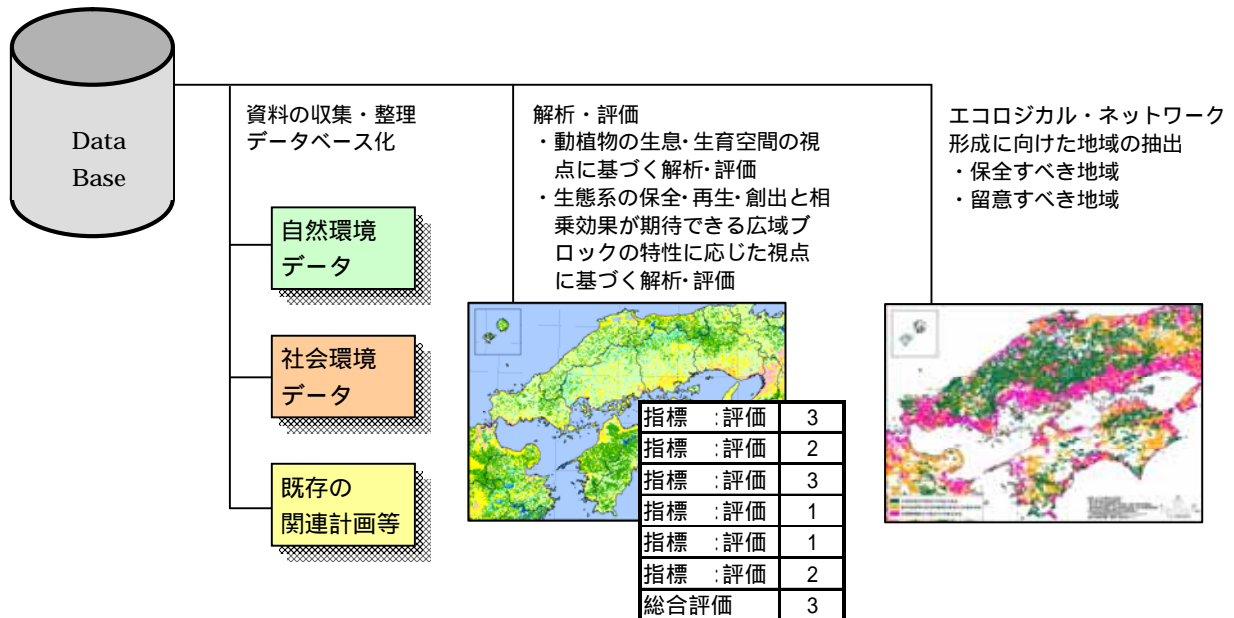 Data
Base
資料の収集・整理
データベース化
自然環境
データ
社会環境
データ
既存の
関連計画等
解析・評価
・動植物の生息・生育空間の視
点に基づく解析・評価
・生態系の保全・再生・創出と相
乗効果が期待できる広域ブ
ロックの特性に応じた視点
に基づく解析・評価
指標 :評価 3
指標 :評価 2
指標 :評価 3
指標 :評価 1
指標 :評価 1
指標 :評価 2
総合評価 3
エコロジカル・ネットワーク
形成に向けた地域の抽出
・保全すべき地域
・留意すべき地域